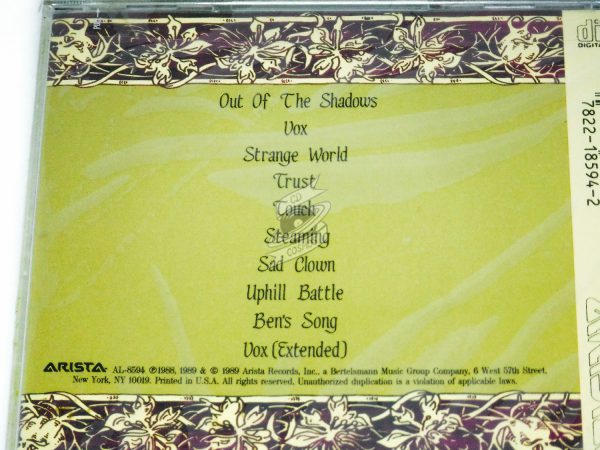 Out Of The Shadows
Vox
Strange World
Trust
Touch
Steaming
Sad Clown
Uphill Battle
Ben's Song
Vox (Extended)
ARISTA AL-8594 ℗1988, 1989 & © 1989 Arista Records, Inc., a Bertelsmann Music Group Company, 6 West 57th Street,
New York, NY 10019. Printed in U.S.A. All rights reserved. Unauthorized duplication is a violation of applicable laws.
7822-18594-2
CD